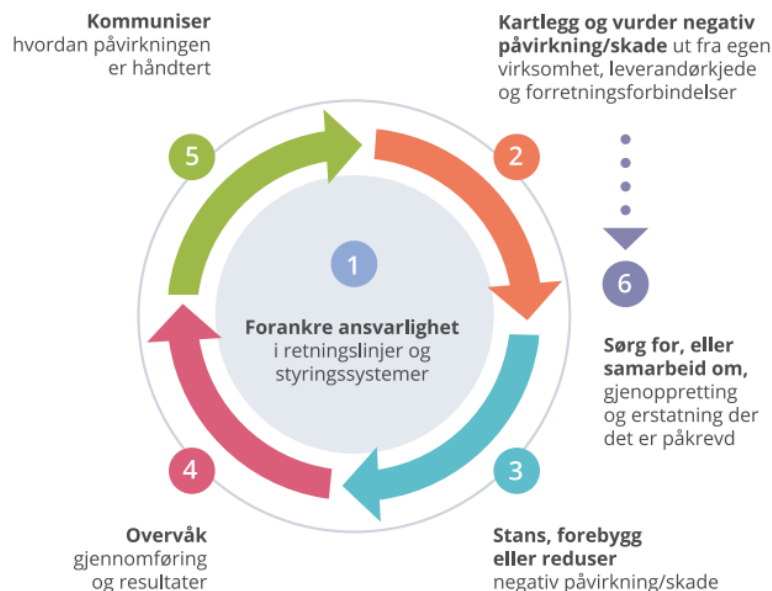 Kommuniser
hvordan påvirkningen
er håndtert
5
Kartlegg og vurder negativ
påvirkning/skade ut fra egen
virksomhet, leverandørkjede
og forretningsforbindelser
2
1
Forankre ansvarlighet
i retningslinjer og
styringssystemer
6
Sørg for, eller
samarbeid om,
gjenoppretting
og erstatning der
det er påkrevd
4
Overvåk
gjennomføring
og resultater
3
Stans, forebygg
eller reduser
negativ påvirkning/skade